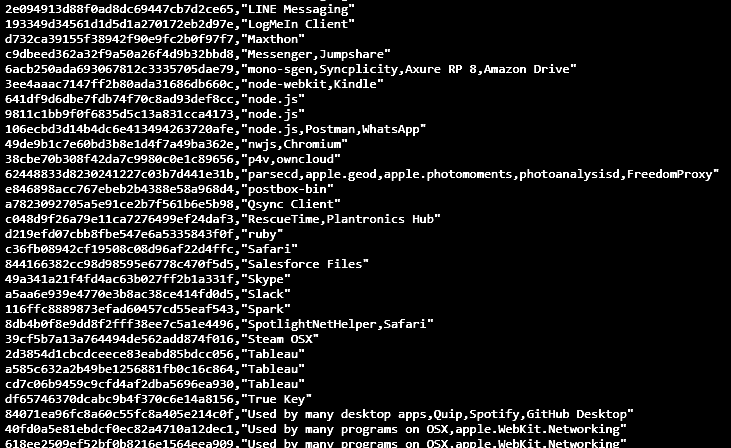 2e094913d88f0ad8dc69447cb7d2ce65,"LINE Messaging"
193349d34561d1d5d1a270172eb2d97e,"LogMeIn Client"
d732ca39155f38942f90e9fc2b0f97f7,"Maxthon"
c9dbeed362a32f9a50a26f4d9b32bbd8,"Messenger,Jumpshare"
6acb250ada693067812c3335705dae79,"mono-sgen,Syncplicity,Axure RP 8,Amazon Drive"
3ee4aaac7147ff2b80ada31686db660c,"node-webkit,Kindle"
641df9d6dbe7fdb74f70c8ad93def8cc,"node.js"
9811c1bb9f0f6835d5c13a831cca4173,"node.js"
106ecbd3d14b4dc6e413494263720afe,"node.js,Postman,WhatsApp"
49de9b1c7e60bd3b8e1d4f7a49ba362e,"nwjs,Chromium"
38cbe70b308f42da7c9980c0e1c89656,"p4v,owncloud"
62448833d8230241227c03b7d441e31b,"parsecd,apple.geod,apple.photomoments,photoanalysisd,FreedomProxy"
e846898acc767ebeb2b4388e58a968d4,"postbox-bin"
a7823092705a5e91ce2b7f561b6e5b98,"Qsync Client"
c048d9f26a79e11ca7276499ef24daf3,"RescueTime,Plantronics Hub"
d219efd07cbb8fbe547e6a5335843f0f,"ruby"
c36fb08942cf19508c08d96af22d4ffc,"Safari"
844166382cc98d98595e6778c470f5d5,"Salesforce Files"
49a341a21f4fd4ac63b027ff2b1a331f,"Skype"
a5aa6e939e4770e3b8ac38ce414fd0d5,"Slack"
116ffc8889873efad60457cd55eaf543,"Spark"
8db4b0f8e9dd8f2fff38ee7c5a1e4496,"SpotlightNetHelper,Safari"
39cf5b7a13a764494de562add874f016,"Steam OSX"
2d3854d1cbcdceece83eabd85bdcc056,"Tableau"
a585c632a2b49be1256881fb0c16c864,"Tableau"
cd7c06b9459c9cfd4af2dba5696ea930,"Tableau"
df65746370dcabc9b4f370c6e14a8156,"True Key"
84071ea96fc8a60c55fc8a405e214c0f,"Used by many desktop apps,Quip,Spotify,GitHub Desktop"
40fd0a5e81ebdcf0ec82a4710a12dec1,"Used by many programs on OSX,apple.WebKit.Networking"
618ee2509ef52bf0b8216e1564eea909,"Used by many programs on OSX,apple.WebKit.Networking"